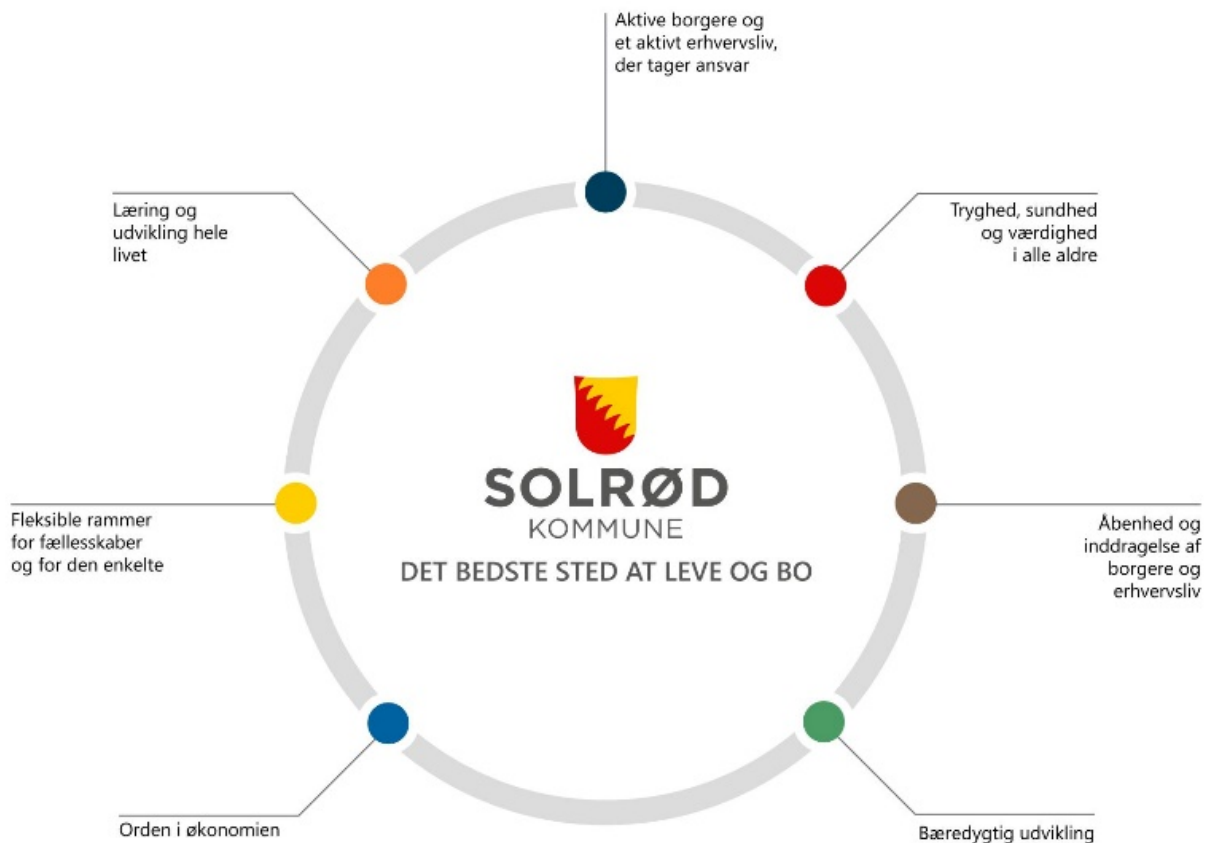 Aktive borgere og
et aktivt erhvervsliv,
der tager ansvar
Læring og
udvikling hele
livet
Tryghed, sundhed
og værdighed
i alle aldre
SOLRØD
KOMMUNE
DET BEDSTE STED AT LEVE OG BO
Fleksible rammer
for fællesskaber
og for den enkelte
Åbenhed og
inddragelse af
borgere og
erhvervsliv
Orden i økonomien
Bæredygtig udvikling